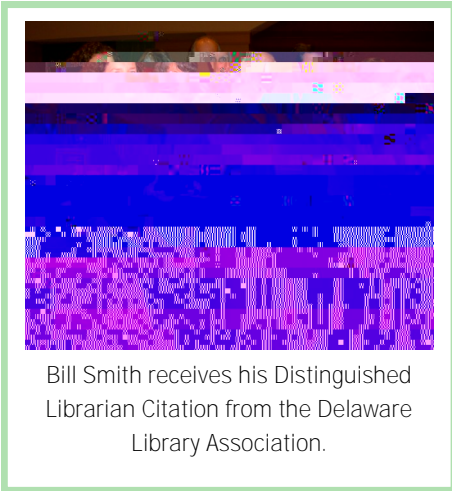 Bill Smith receives his Distinguished
Librarian Citation from the Delaware
Library Association.